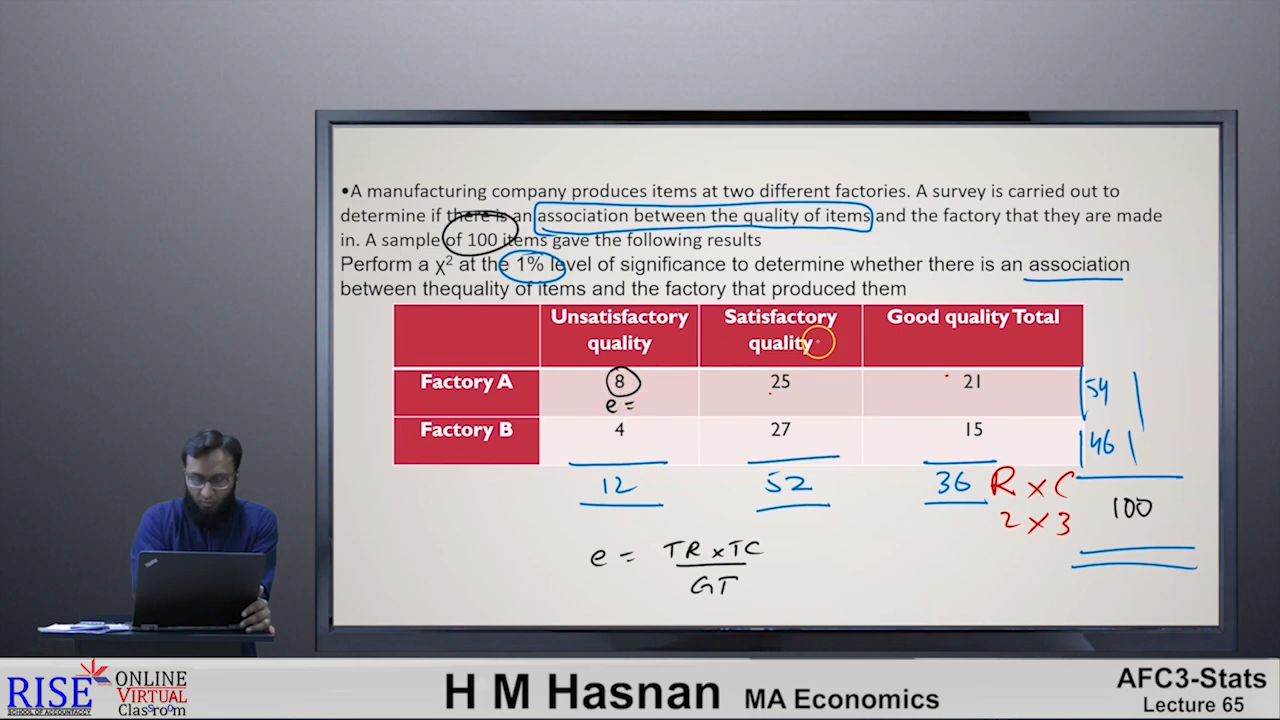 •A manufacturing company produces items at two different factories. A survey is carried out to
determine if there is an association between the quality of items and the factory that they are made
in. A sample of 100 items gave the following results
Perform a χ² at the 1% level of significance to determine whether there is an association
between thequality of items and the factory that produced them
Unsatisfactory quality Satisfactory quality Good quality Total
Factory A 8 25 21 54
e =
Factory B 4 27 15 46
12 52 36 R × C 100
2 × 3
e = TR × TC
GT
RISE
SCHOOL OF ACCOUNTANCY
ONLINE
VIRTUAL
Classroom
H M Hasnan MA Economics
AFC3-Stats
Lecture 65